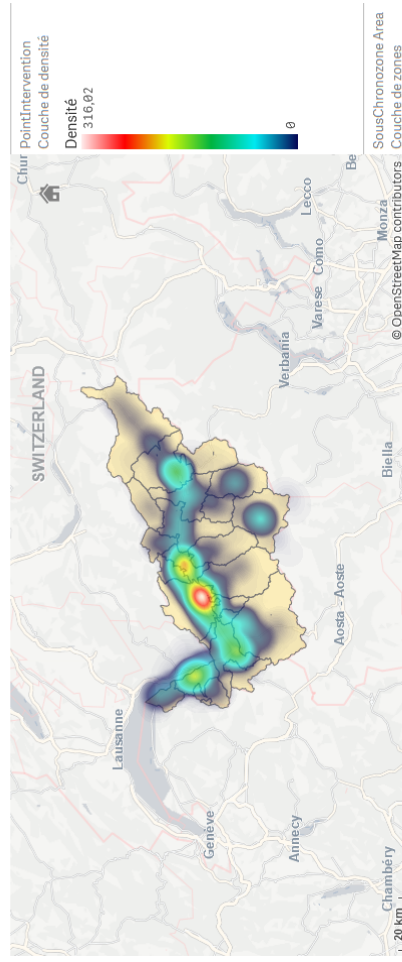 PointIntervention
Couche de densité
Densité
316,02
0
SousChronozone Area
Couche de zones
SWITZERLAND
Chur
Lausanne
Genève
Annecy
Chambéry
Aosta - Aoste
Biella
Verbania
Varese
Como
Lecco
Monza
Be
20 km
© OpenStreetMap contributors